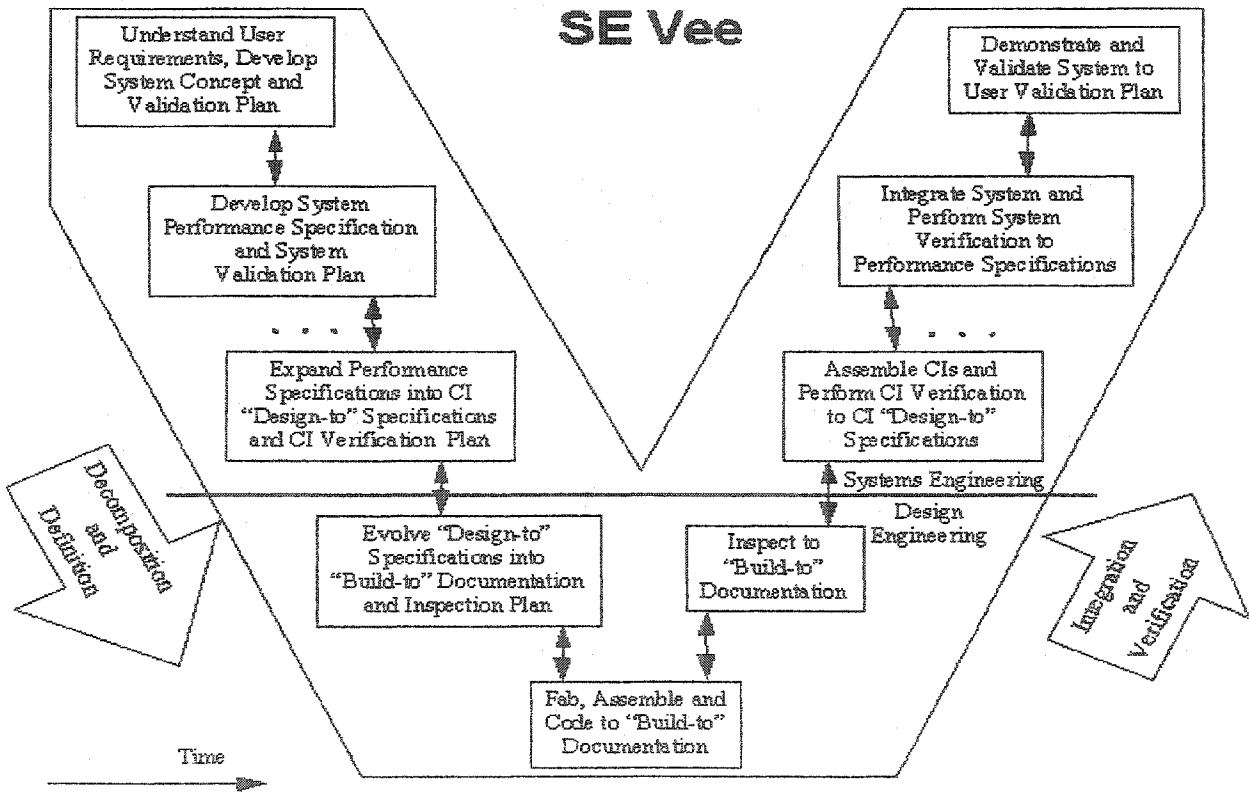 SE Vee
Understand User
Requirements, Develop
System Concept and
Validation Plan
Demonstrate and
Validate System to
User Validation Plan
Develop System
Performance Specification
and System
Validation Plan
Integrate System and
Perform System
Verification to
Performance Specifications
. . .
. . .
Expand Performance
Specifications into CI
“Design-to” Specifications
and CI Verification Plan
Assemble CIs and
Perform CI Verification
to CI “Design-to”
Specifications
Systems Engineering
Design
Engineering
Decomposition
and
Definition
Evolve “Design-to”
Specifications into
“Build-to” Documentation
and Inspection Plan
Inspect to
“Build-to”
Documentation
Integration
and
Verification
Fab, Assemble and
Code to “Build-to”
Documentation
Time